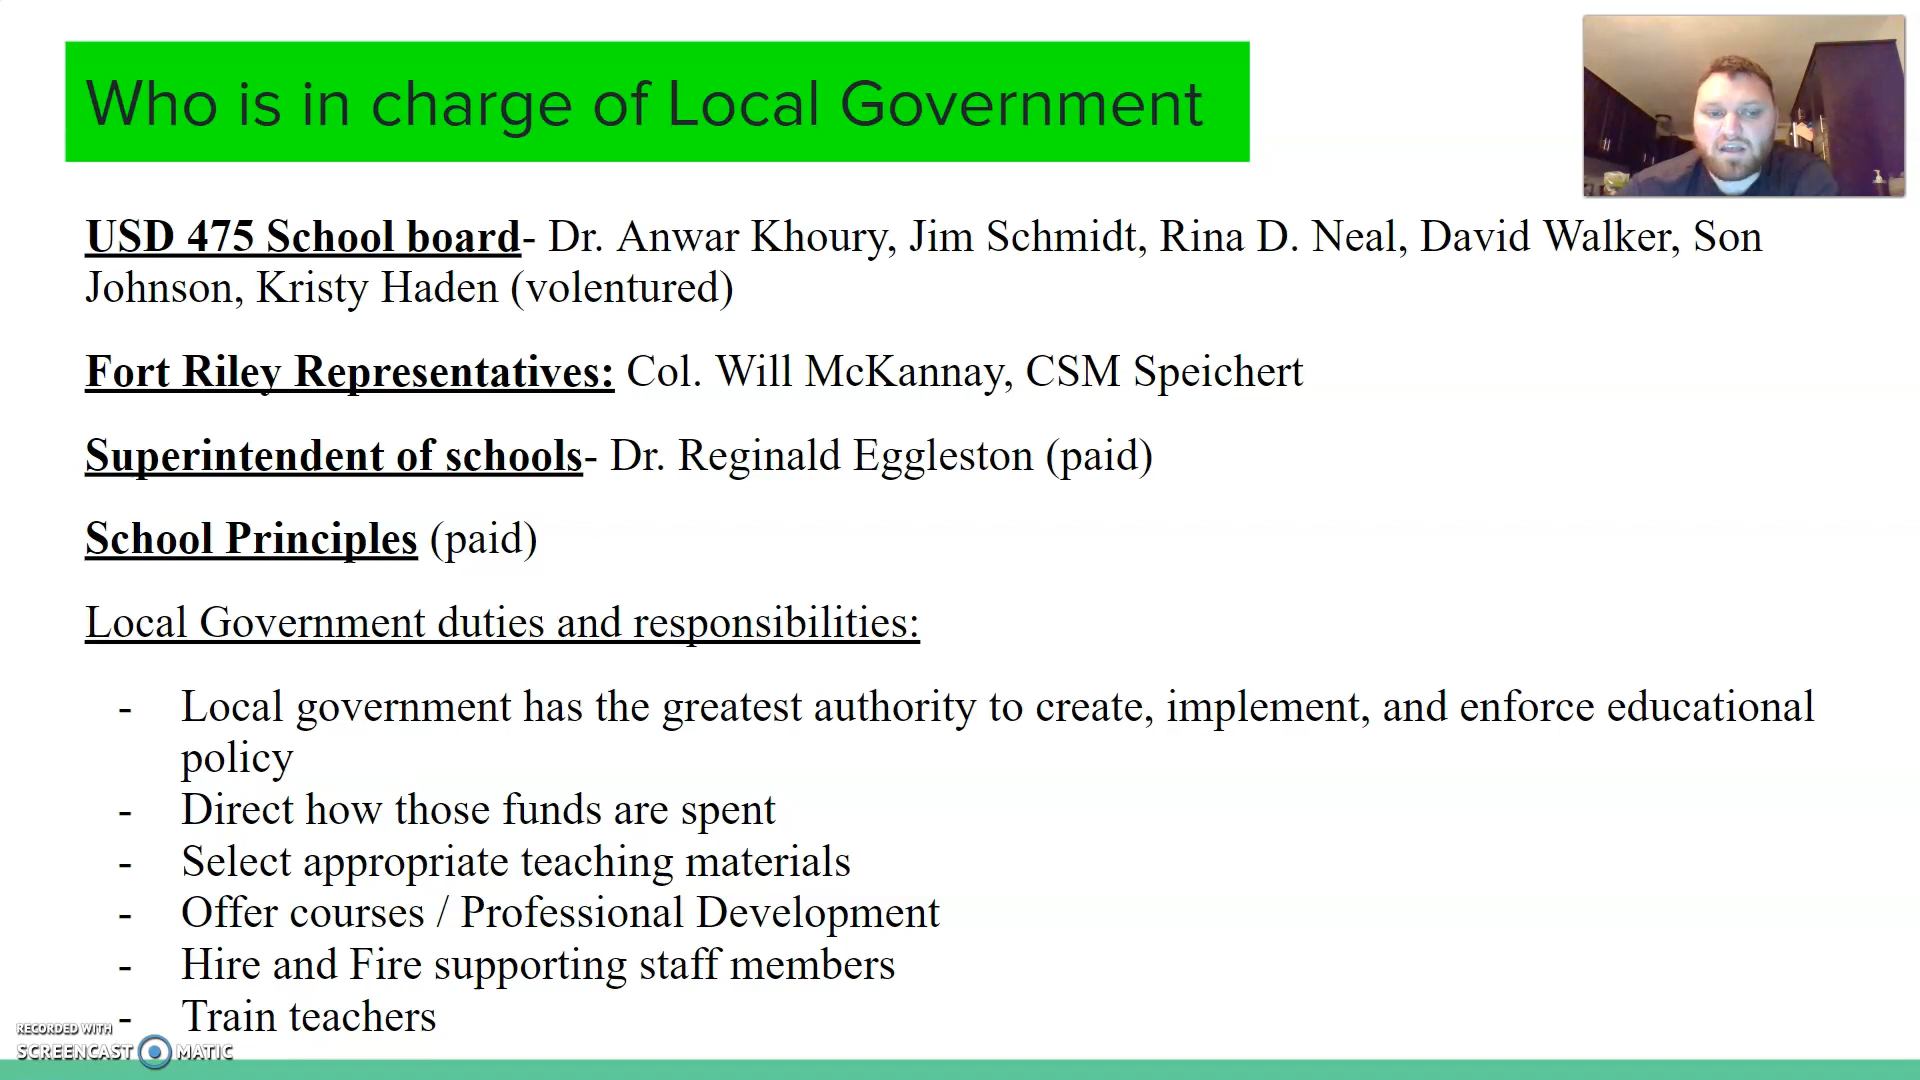 Who is in charge of Local Government
USD 475 School board- Dr. Anwar Khoury, Jim Schmidt, Rina D. Neal, David Walker, Son
Johnson, Kristy Haden (volentured)
Fort Riley Representatives: Col. Will McKannay, CSM Speichert
Superintendent of schools- Dr. Reginald Eggleston (paid)
School Principles (paid)
Local Government duties and responsibilities:
- Local government has the greatest authority to create, implement, and enforce educational
policy
- Direct how those funds are spent
- Select appropriate teaching materials
- Offer courses / Professional Development
- Hire and Fire supporting staff members
- Train teachers
RECORDED WITH
SCREENCAST MATIC